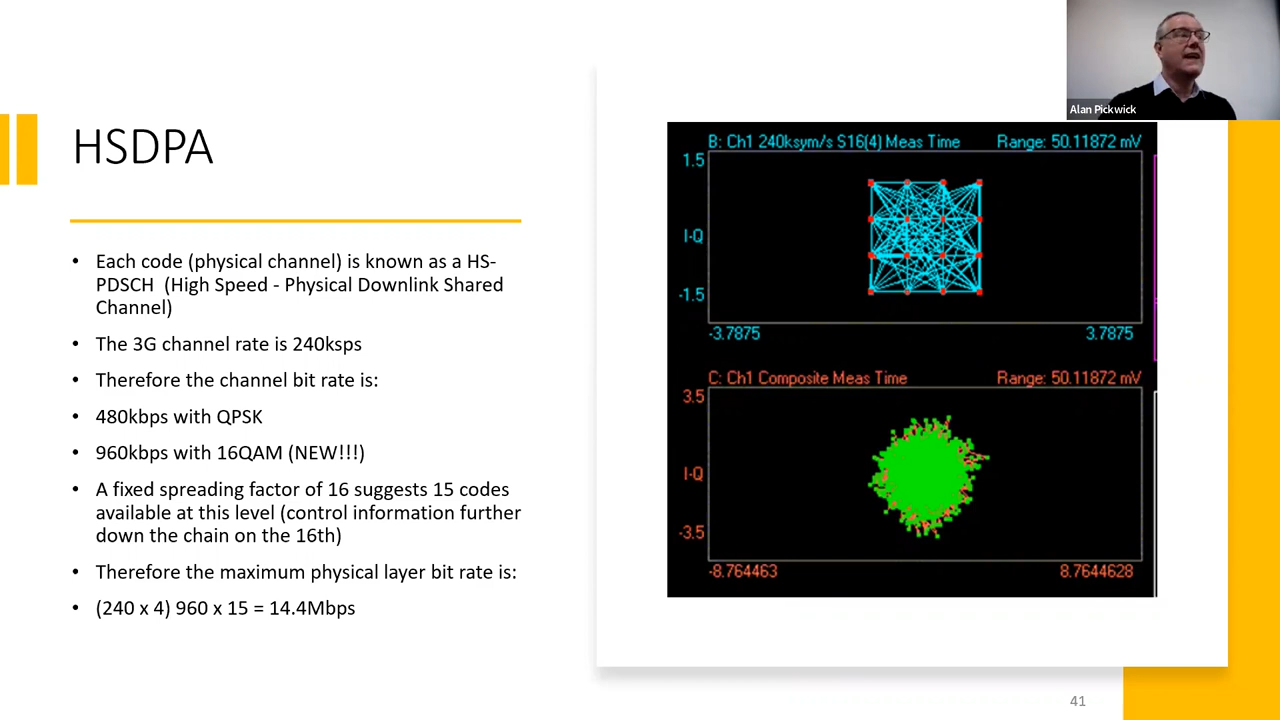 Alan Pickwick
HSDPA
• Each code (physical channel) is known as a HS-
PDSCH (High Speed - Physical Downlink Shared
Channel)
• The 3G channel rate is 240ksps
• Therefore the channel bit rate is:
• 480kbps with QPSK
• 960kbps with 16QAM (NEW!!!)
• A fixed spreading factor of 16 suggests 15 codes
available at this level (control information further
down the chain on the 16th)
• Therefore the maximum physical layer bit rate is:
• (240 x 4) 960 x 15 = 14.4Mbps
B: Ch1 240ksym/s S16(4) Meas Time Range: 50.11872 mV
1.5
I-Q
-1.5
-3.7875 3.7875
C: Ch1 Composite Meas Time Range: 50.11872 mV
3.5
I-Q
-3.5
-8.764463 8.7644628
41